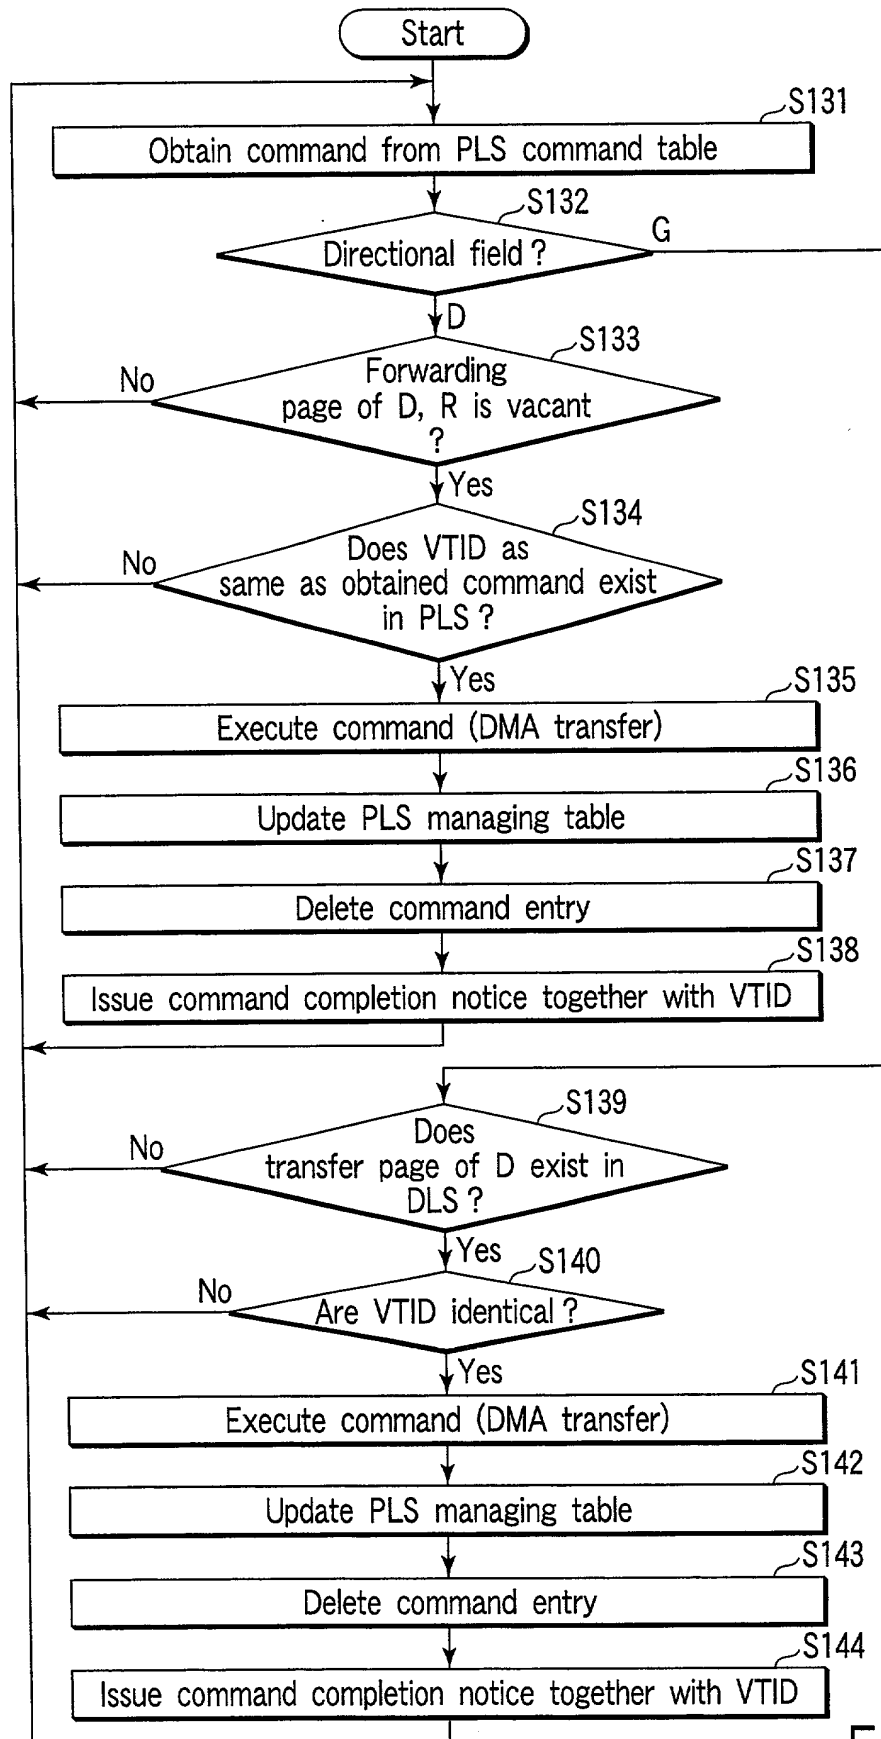 Start
S131
Obtain command from PLS command table
S132
Directional field ?
G
D
S133
Forwarding
page of D, R is vacant
?
No
Yes
S134
Does VTID as
same as obtained command exist
in PLS ?
No
Yes
S135
Execute command (DMA transfer)
S136
Update PLS managing table
S137
Delete command entry
S138
Issue command completion notice together with VTID
S139
Does
transfer page of D exist in
DLS ?
No
Yes
S140
Are VTID identical ?
No
Yes
S141
Execute command (DMA transfer)
S142
Update PLS managing table
S143
Delete command entry
S144
Issue command completion notice together with VTID